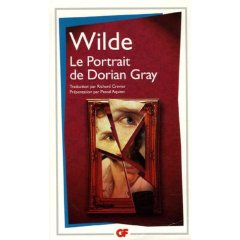 Wilde
Le Portrait
de Dorian Gray
Traduction par Richard Crevier
Présentation par Pascal Aquien
GF